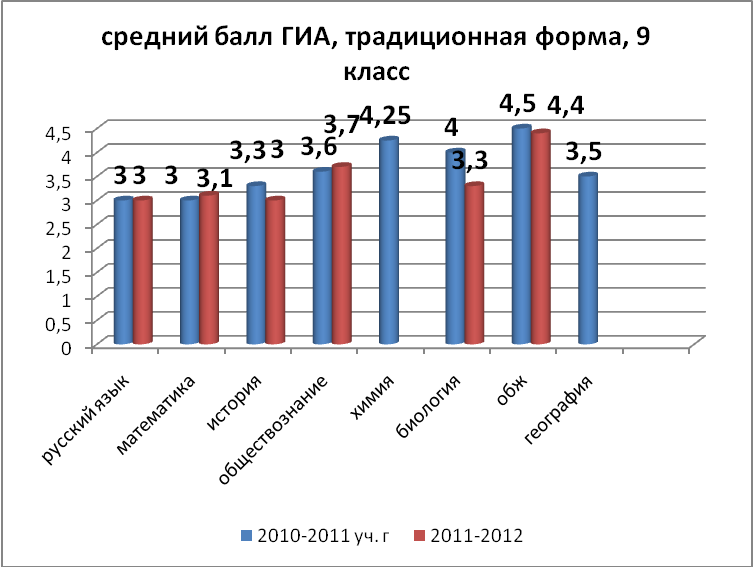 средний балл ГИА, традиционная форма, 9
класс
4,5
4
3,5
3
2,5
2
1,5
1
0,5
0
3 3 3 3,1 3,3 3 3,6 3,7 4,25 4 3,3 4,5 4,4 3,5
русский язык
математика
история
обществознание
химия
биология
обж
география
2010-2011 уч. г 2011-2012